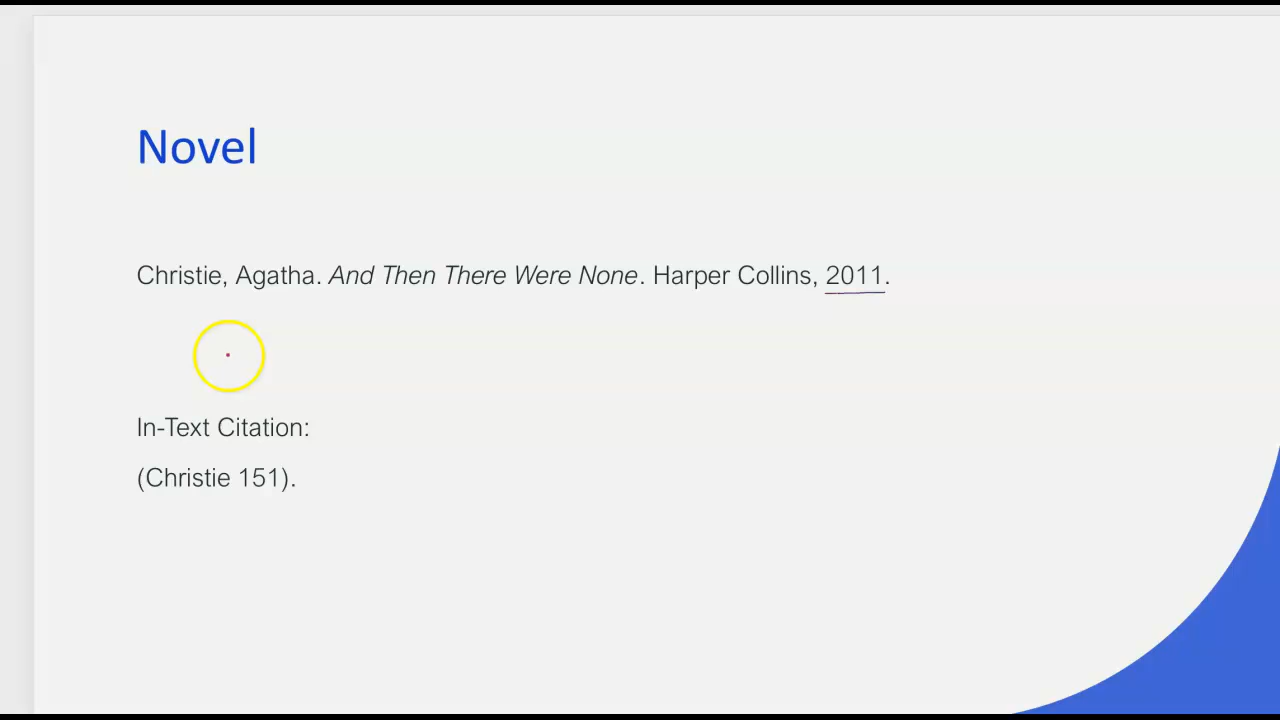 Novel
Christie, Agatha. And Then There Were None. Harper Collins, 2011.
In-Text Citation:
(Christie 151).